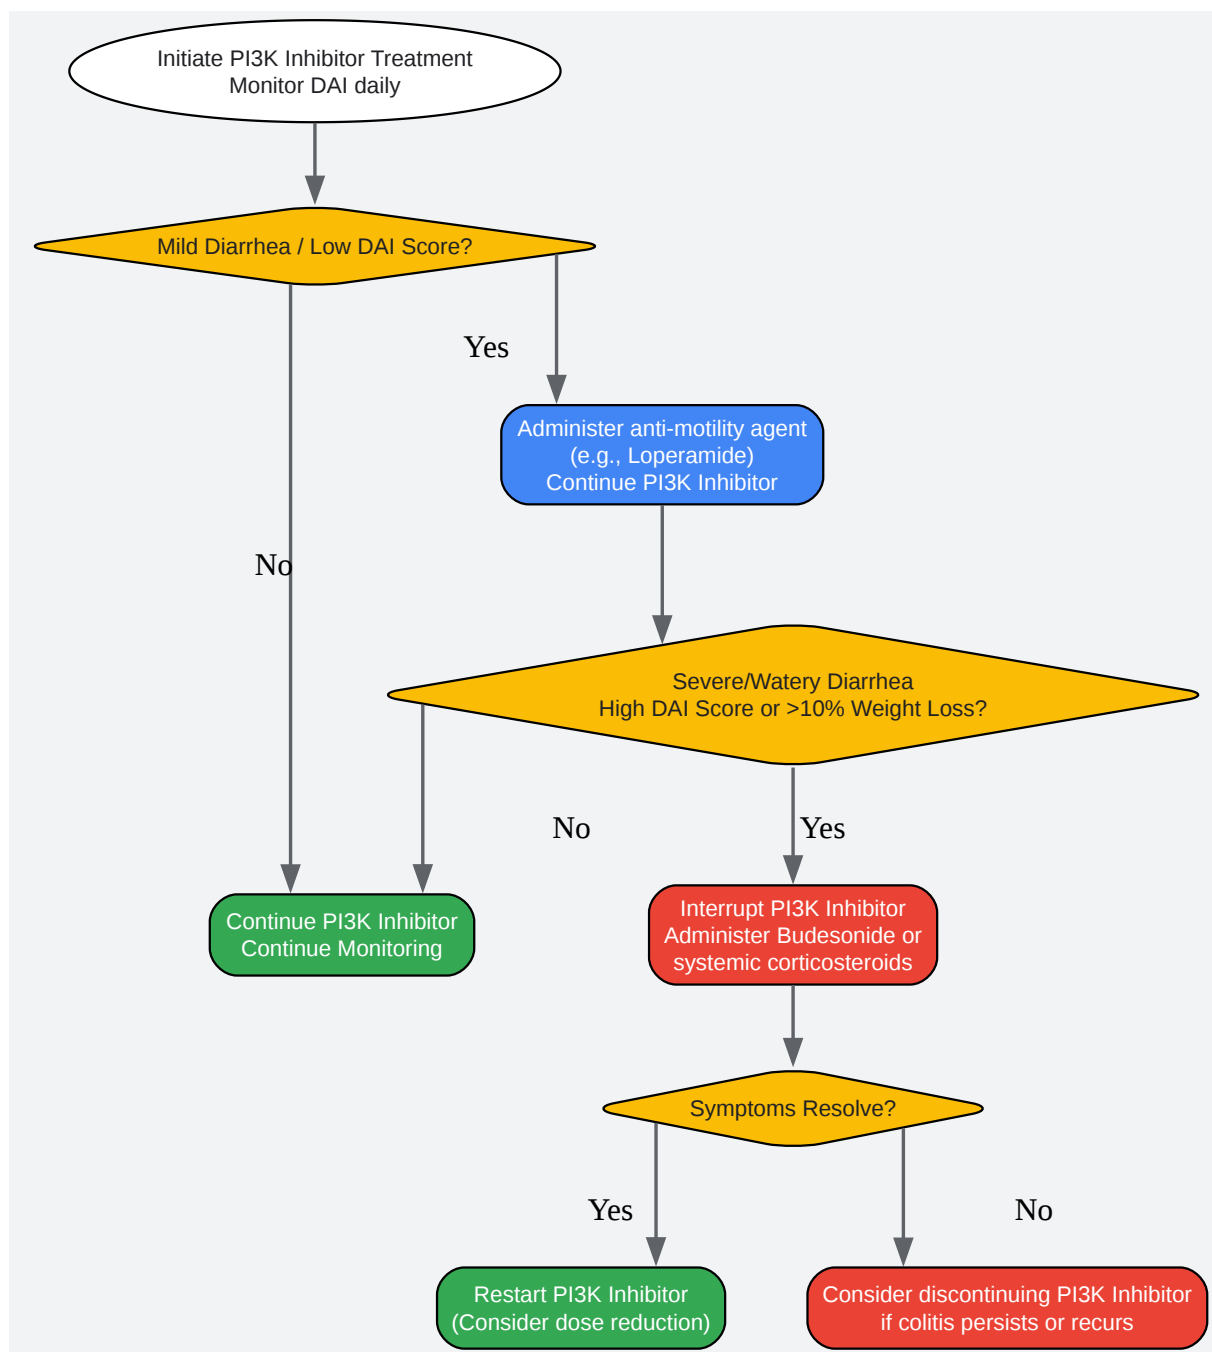 Initiate PI3K Inhibitor Treatment
Monitor DAI daily
Mild Diarrhea / Low DAI Score?
Yes
Administer anti-motility agent
(e.g., Loperamide)
Continue PI3K Inhibitor
No
Severe/Watery Diarrhea
High DAI Score or >10% Weight Loss?
No
Yes
Continue PI3K Inhibitor
Continue Monitoring
Interrupt PI3K Inhibitor
Administer Budesonide or
systemic corticosteroids
Symptoms Resolve?
Yes
No
Restart PI3K Inhibitor
(Consider dose reduction)
Consider discontinuing PI3K Inhibitor
if colitis persists or recurs